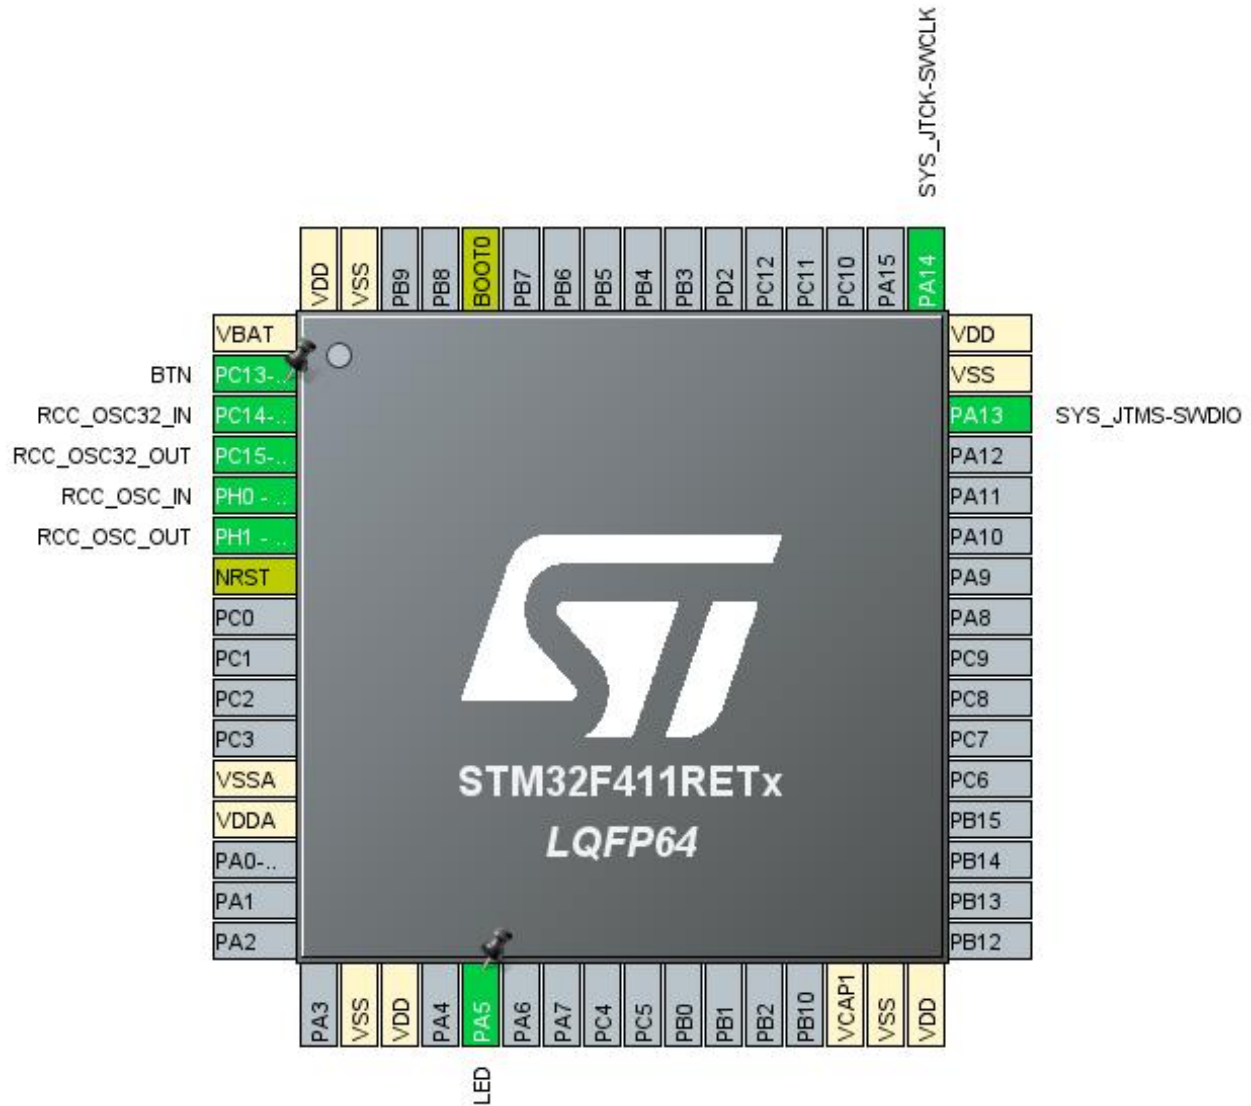 SYS_JTCK-SWCLK
VDD
VSS
PB9
PB8
BOOT0
PB7
PB6
PB5
PB4
PB3
PD2
PC12
PC11
PC10
PA15
PA14
VBAT
BTN PC13-..
RCC_OSC32_IN PC14-..
RCC_OSC32_OUT PC15-..
RCC_OSC_IN PH0 - ..
RCC_OSC_OUT PH1 - ..
NRST
PC0
PC1
PC2
PC3
VSSA
VDDA
PA0-..
PA1
PA2
ST
STM32F411RETx
LQFP64
VDD
VSS
PA13 SYS_JTMS-SWDIO
PA12
PA11
PA10
PA9
PA8
PC9
PC8
PC7
PC6
PB15
PB14
PB13
PB12
PA3
VSS
VDD
PA4
PA5
PA6
PA7
PC4
PC5
PB0
PB1
PB2
PB10
VCAP1
VSS
VDD
LED